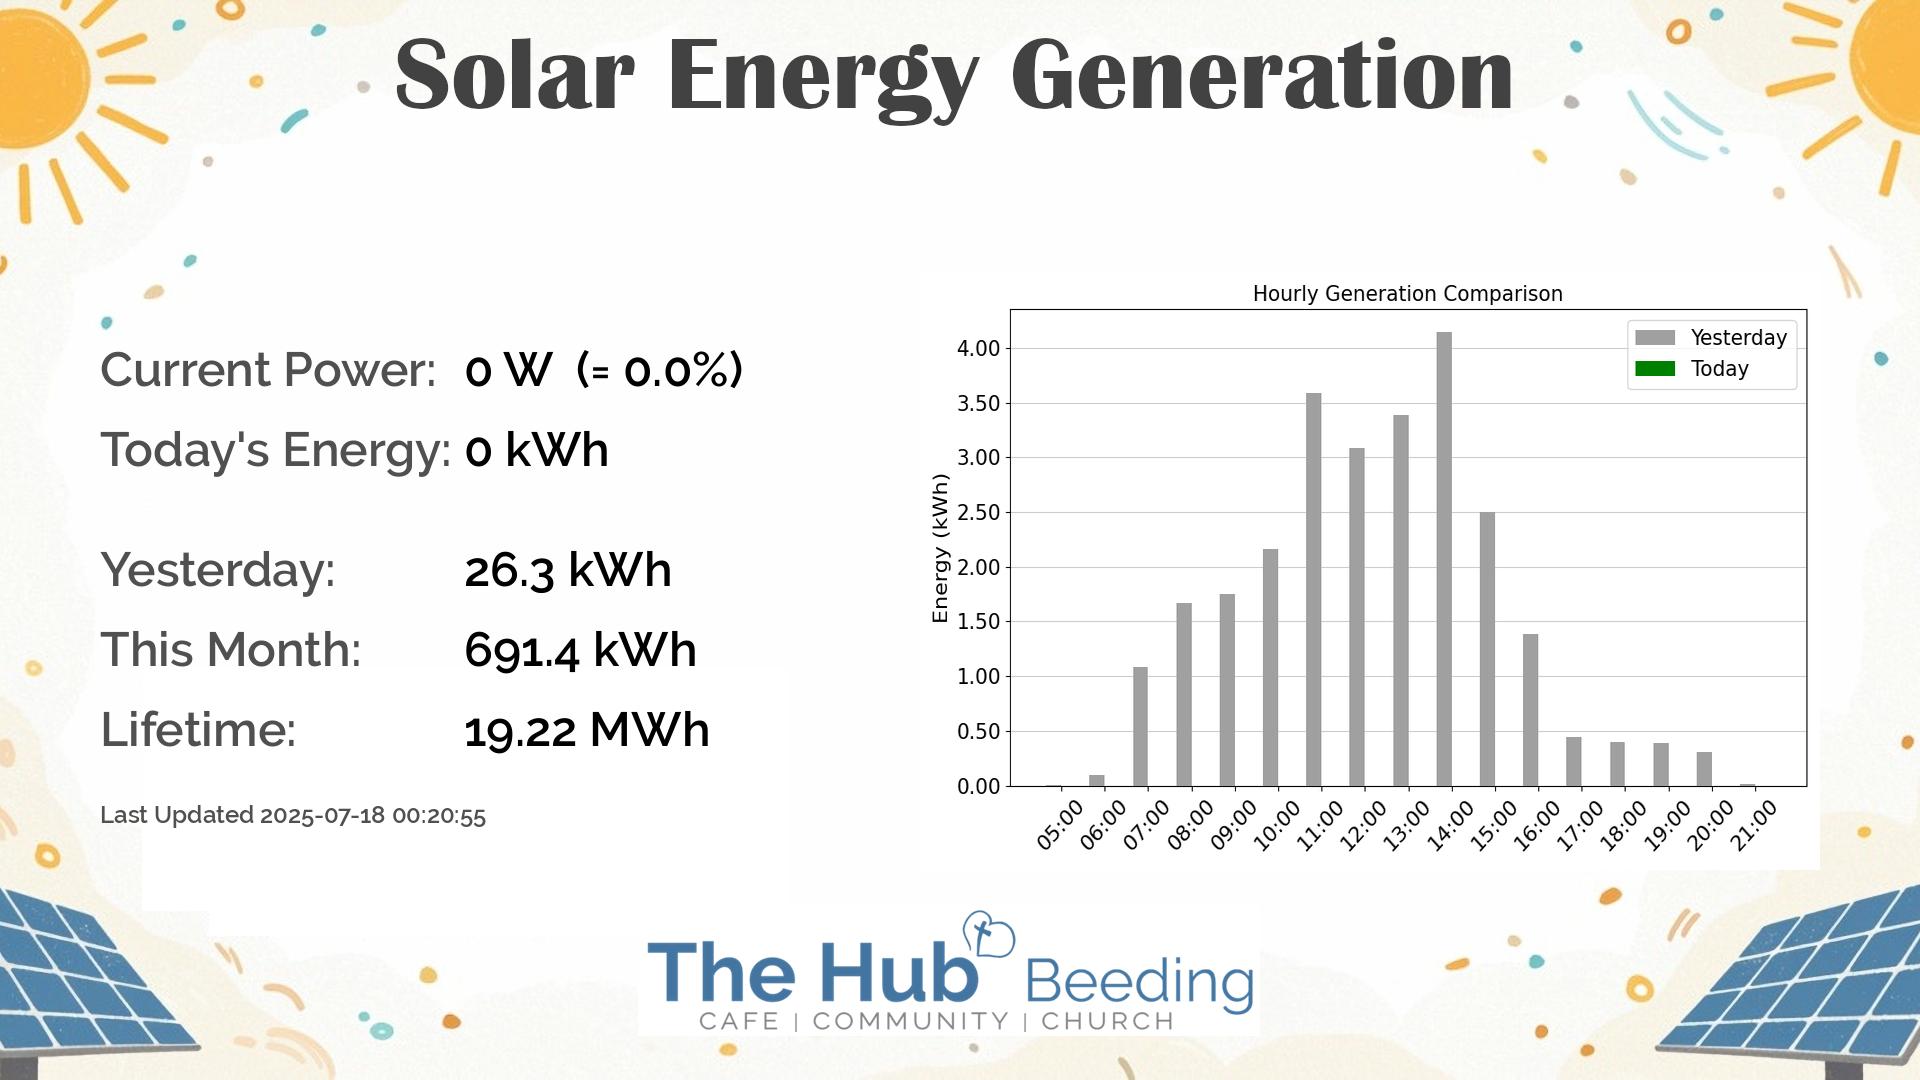 Solar Energy Generation
Current Power: 0 W (= 0.0%)
Today's Energy: 0 kWh
Yesterday: 26.3 kWh
This Month: 691.4 kWh
Lifetime: 19.22 MWh
Last Updated 2025-07-18 00:20:55
Hourly Generation Comparison
Yesterday
Today
Energy (kWh)
4.00
3.50
3.00
2.50
2.00
1.50
1.00
0.50
0.00
05:00 06:00 07:00 08:00 09:00 10:00 11:00 12:00 13:00 14:00 15:00 16:00 17:00 18:00 19:00 20:00 21:00
The Hub Beeding
CAFE | COMMUNITY | CHURCH